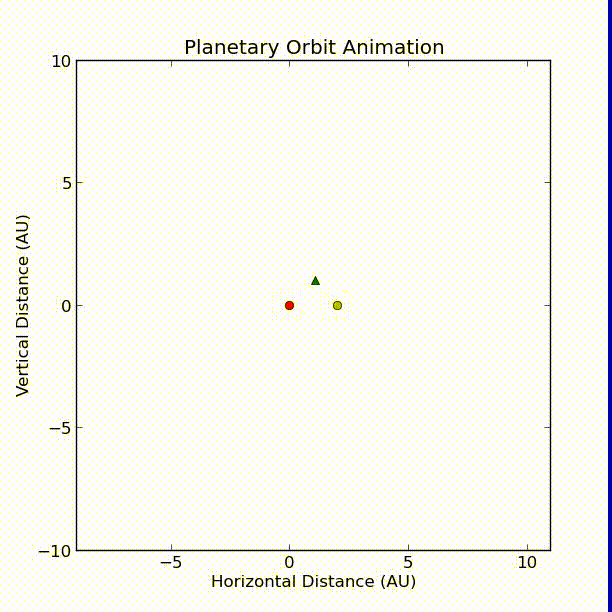 Planetary Orbit Animation
10
5
0
−5
−10
Vertical Distance (AU)
−5 0 5 10
Horizontal Distance (AU)